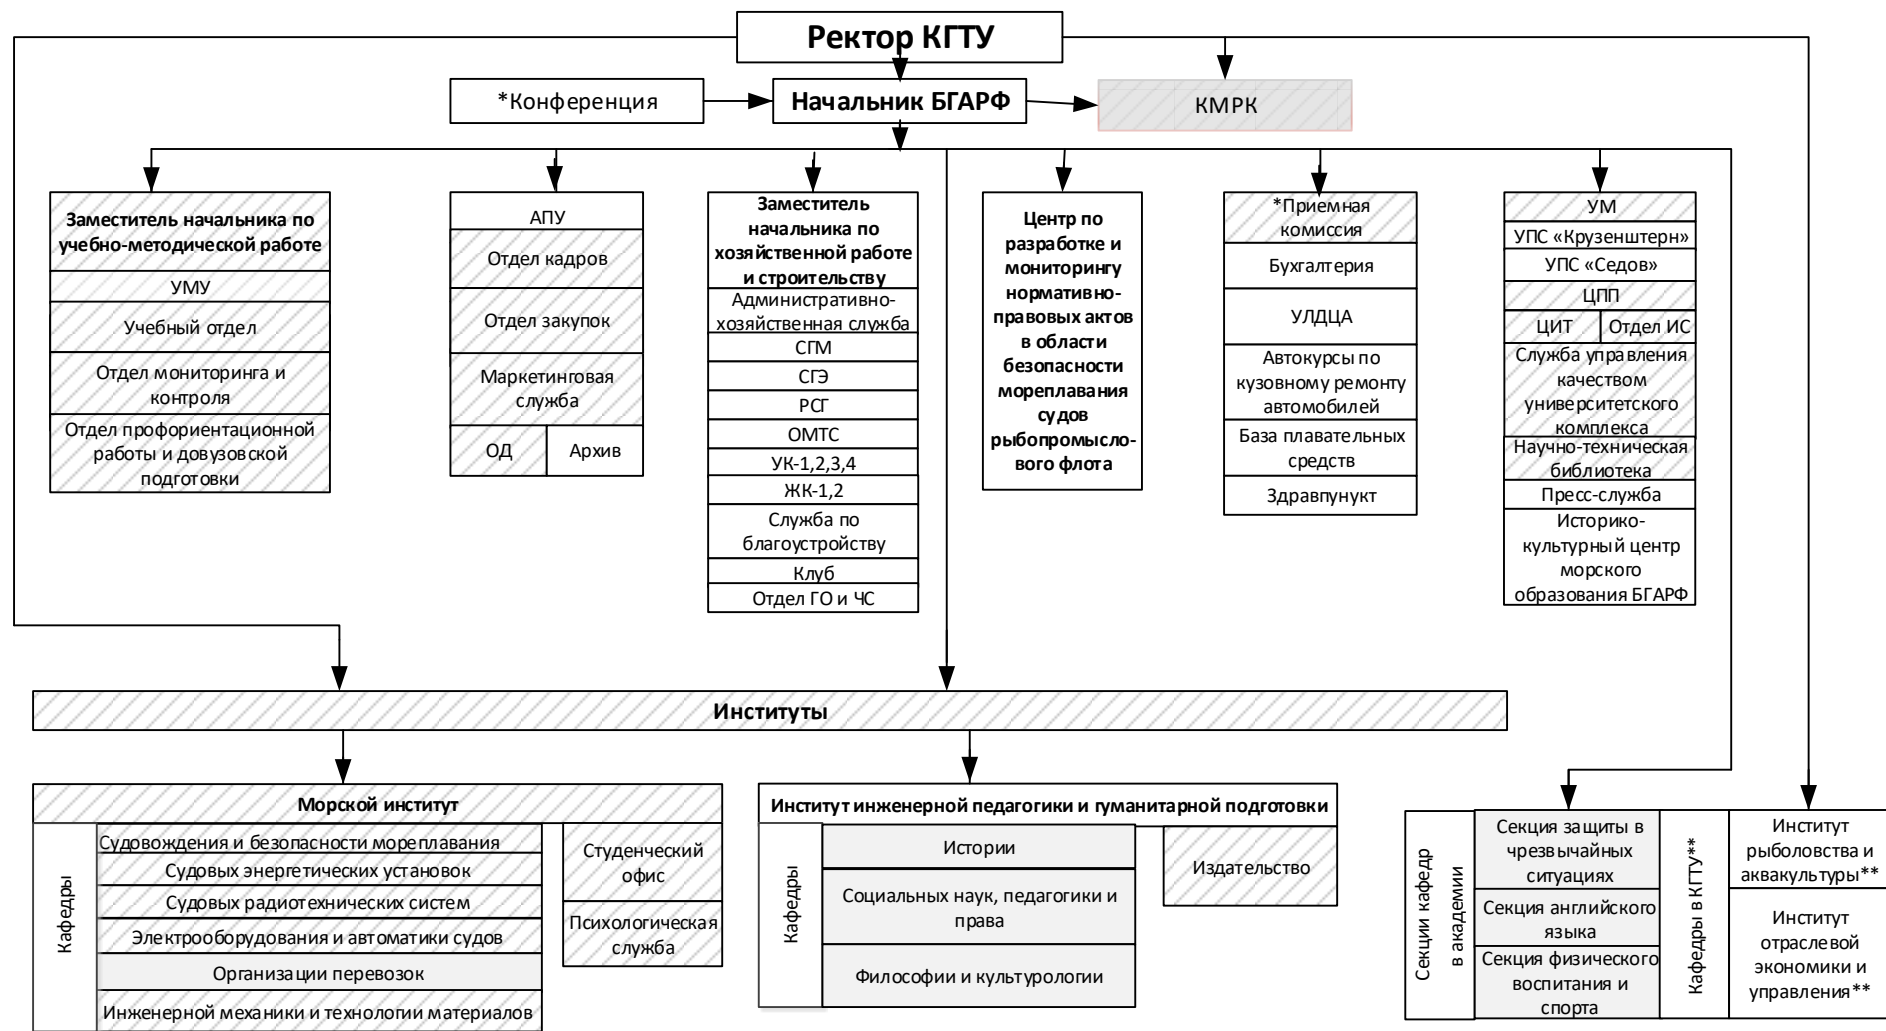 Ректор КГТУ
*Конференция
Начальник БГАРФ
КМРК
Заместитель начальника по
учебно-методической работе
УМУ
Учебный отдел
Отдел мониторинга и
контроля
Отдел профориентационной
работы и довузовской
подготовки
АПУ
Отдел кадров
Отдел закупок
Маркетинговая
служба
ОД
Архив
Заместитель
начальника по
хозяйственной работе
и строительству
Административно-
хозяйственная служба
СГМ
СГЭ
РСГ
ОМТС
УК-1,2,3,4
ЖК-1,2
Служба по
благоустройству
Клуб
Отдел ГО и ЧС
Центр по
разработке и
мониторингу
нормативно-
правовых актов
в области
безопасности
мореплавания
судов
рыбопромысло-
вого флота
*Приемная
комиссия
Бухгалтерия
УЛДЦА
Автокурсы по
кузовному ремонту
автомобилей
База плавательных
средств
Здравпункт
УМ
УПС «Крузенштерн»
УПС «Седов»
ЦПП
ЦИТ
Отдел ИС
Служба управления
качеством
университетского
комплекса
Научно-техническая
библиотека
Пресс-служба
Историко-
культурный центр
морского
образования БГАРФ
Институты
Морской институт
Кафедры
Судовождения и безопасности мореплавания
Судовых энергетических установок
Судовых радиотехнических систем
Электрооборудования и автоматики судов
Организации перевозок
Инженерной механики и технологии материалов
Студенческий
офис
Психологическая
служба
Институт инженерной педагогики и гуманитарной подготовки
Кафедры
Истории
Социальных наук, педагогики и
права
Философии и культурологии
Издательство
Секции кафедр
в академии
Секция защиты в
чрезвычайных
ситуациях
Секция английского
языка
Секция физического
воспитания и
спорта
Кафедры в КГТУ**
Институт
рыболовства и
аквакультуры**
Институт
отраслевой
экономики и
управления**